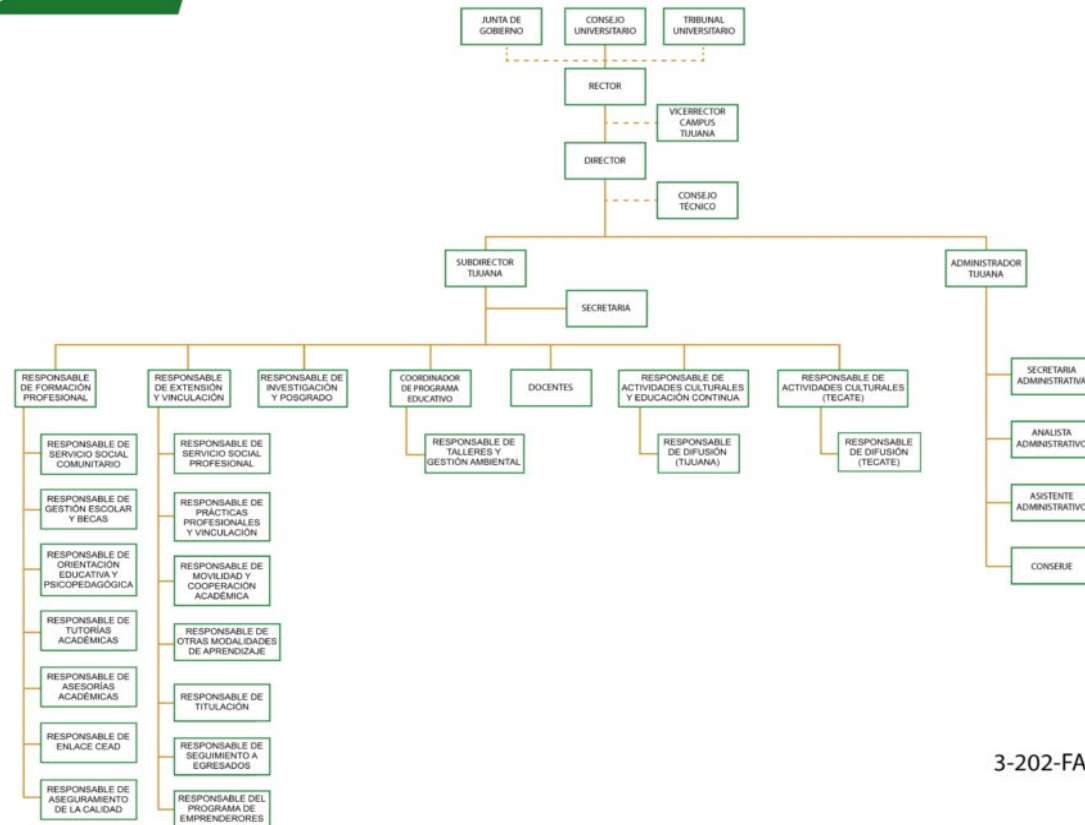 JUNTA DE
GOBIERNO
CONSEJO
UNIVERSITARIO
TRIBUNAL
UNIVERSITARIO
RECTOR
VICERRECTOR
CAMPUS
TIJUANA
DIRECTOR
CONSEJO
TÉCNICO
SUBDIRECTOR
TIJUANA
ADMINISTRADOR
TIJUANA
SECRETARIA
RESPONSABLE
DE FORMACIÓN
PROFESIONAL
RESPONSABLE
DE EXTENSIÓN
Y VINCULACIÓN
RESPONSABLE DE
INVESTIGACIÓN
Y POSGRADO
COORDINADOR
DE PROGRAMA
EDUCATIVO
DOCENTES
RESPONSABLE DE
ACTIVIDADES CULTURALES
Y EDUCACIÓN CONTINUA
RESPONSABLE DE
ACTIVIDADES CULTURALES
(TECATE)
SECRETARIA
ADMINISTRATIVA
RESPONSABLE DE
SERVICIO SOCIAL
COMUNITARIO
RESPONSABLE DE
SERVICIO SOCIAL
PROFESIONAL
RESPONSABLE DE
TALLERES Y
GESTIÓN AMBIENTAL
RESPONSABLE
DE DIFUSIÓN
(TIJUANA)
RESPONSABLE
DE DIFUSIÓN
(TECATE)
ANALISTA
ADMINISTRATIVO
RESPONSABLE DE
GESTIÓN ESCOLAR
Y BECAS
RESPONSABLE DE
PRÁCTICAS
PROFESIONALES
Y VINCULACIÓN
ASISTENTE
ADMINISTRATIVO
RESPONSABLE DE
ORIENTACIÓN
EDUCATIVA Y
PSICOPEDAGÓGICA
RESPONSABLE DE
MOVILIDAD Y
COOPERACIÓN
ACADÉMICA
CONSERJE
RESPONSABLE DE
TUTORÍAS
ACADÉMICAS
RESPONSABLE DE
OTRAS MODALIDADES
DE APRENDIZAJE
RESPONSABLE DE
ASESORÍAS
ACADÉMICAS
RESPONSABLE DE
TITULACIÓN
RESPONSABLE DE
ENLACE CEAD
RESPONSABLE DE
SEGUIMIENTO A
EGRESADOS
RESPONSABLE DE
ASEGURAMIENTO
DE LA CALIDAD
RESPONSABLE DEL
PROGRAMA DE
EMPRENDERORES
3-202-FA